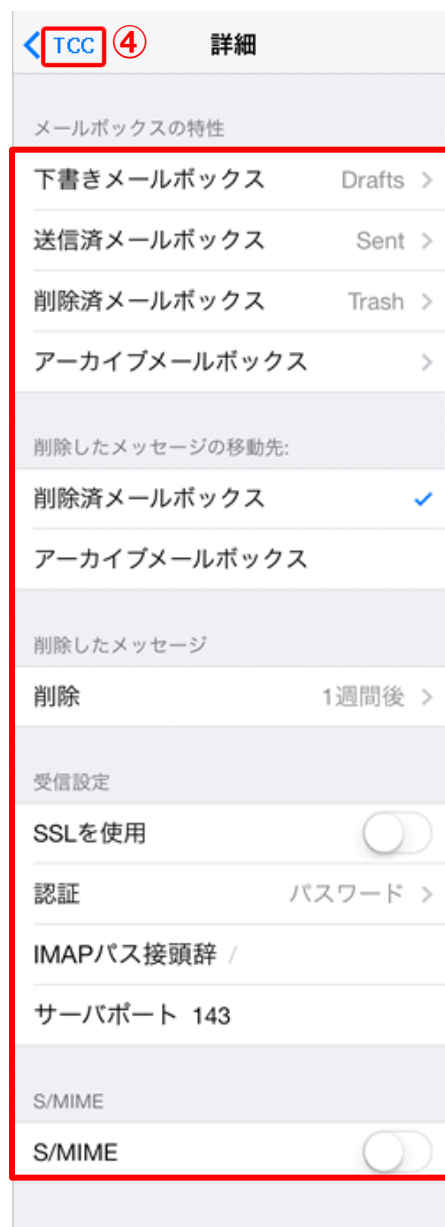 TCC ④ 詳細
メールボックスの特性
下書きメールボックス Drafts
送信済メールボックス Sent
削除済メールボックス Trash
アーカイブメールボックス
削除したメッセージの移動先:
削除済メールボックス
アーカイブメールボックス
削除したメッセージ
削除 1週間後
受信設定
SSLを使用
認証 パスワード
IMAPパス接頭辞 /
サーバポート 143
S/MIME
S/MIME